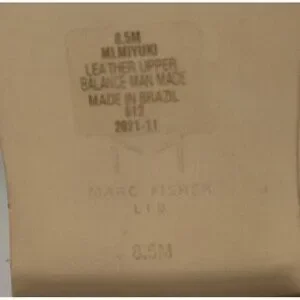 8.5M
MLMIYUKI
LEATHER UPPER
BALANCE MAN MADE
MADE IN BRAZIL
612
2021-11
MARC FISHER
LTD
8.5M